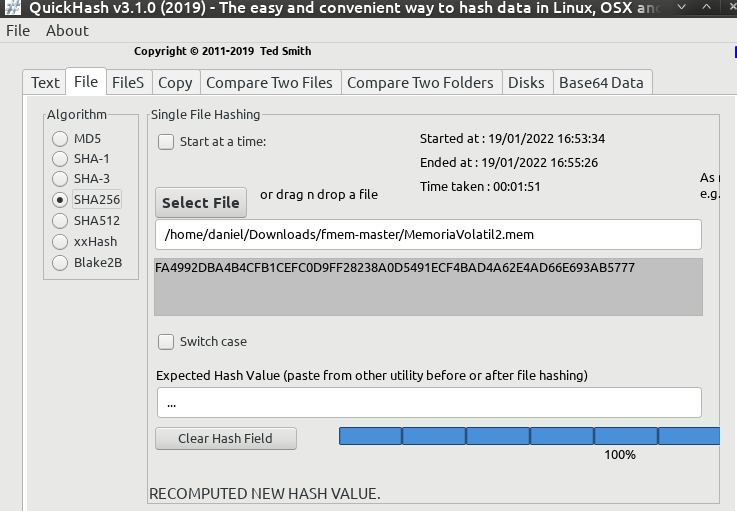 # QuickHash v3.1.0 (2019) - The easy and convenient way to hash data in Linux, OSX and
File About
Copyright © 2011-2019 Ted Smith
Text File FileS Copy Compare Two Files Compare Two Folders Disks Base64 Data
Algorithm
MD5
SHA-1
SHA-3
SHA256
SHA512
xxHash
Blake2B
Single File Hashing
Start at a time:
Started at : 19/01/2022 16:53:34
Ended at : 19/01/2022 16:55:26
Time taken : 00:01:51
As
e.g.
Select File or drag n drop a file
/home/daniel/Downloads/fmem-master/MemoriaVolatil2.mem
FA4992DBA4B4CFB1CEFC0D9FF28238A0D5491ECF4BAD4A62E4AD66E693AB5777
Switch case
Expected Hash Value (paste from other utility before or after file hashing)
...
Clear Hash Field
100%
RECOMPUTED NEW HASH VALUE.